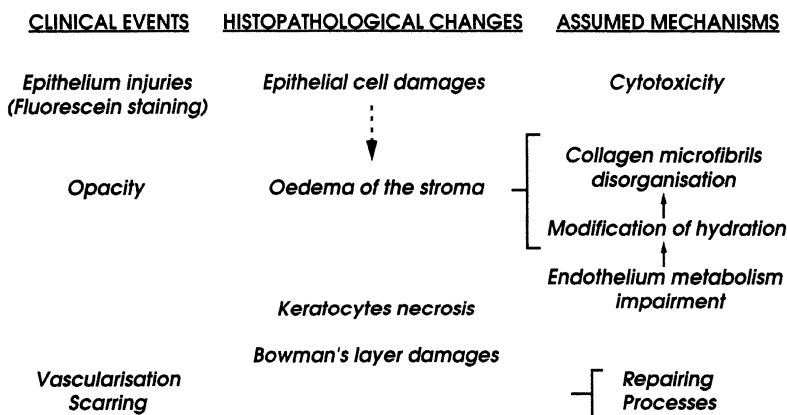 CLINICAL EVENTS HISTOPATHOLOGICAL CHANGES ASSUMED MECHANISMS
Epithelium injuries Epithelial cell damages Cytotoxicity
(Fluorescein staining)
Collagen microfibrils
disorganisation
Opacity Oedema of the stroma
Modification of hydration
Endothelium metabolism
impairment
Keratocytes necrosis
Bowman's layer damages
Vascularisation Repairing
Scarring Processes